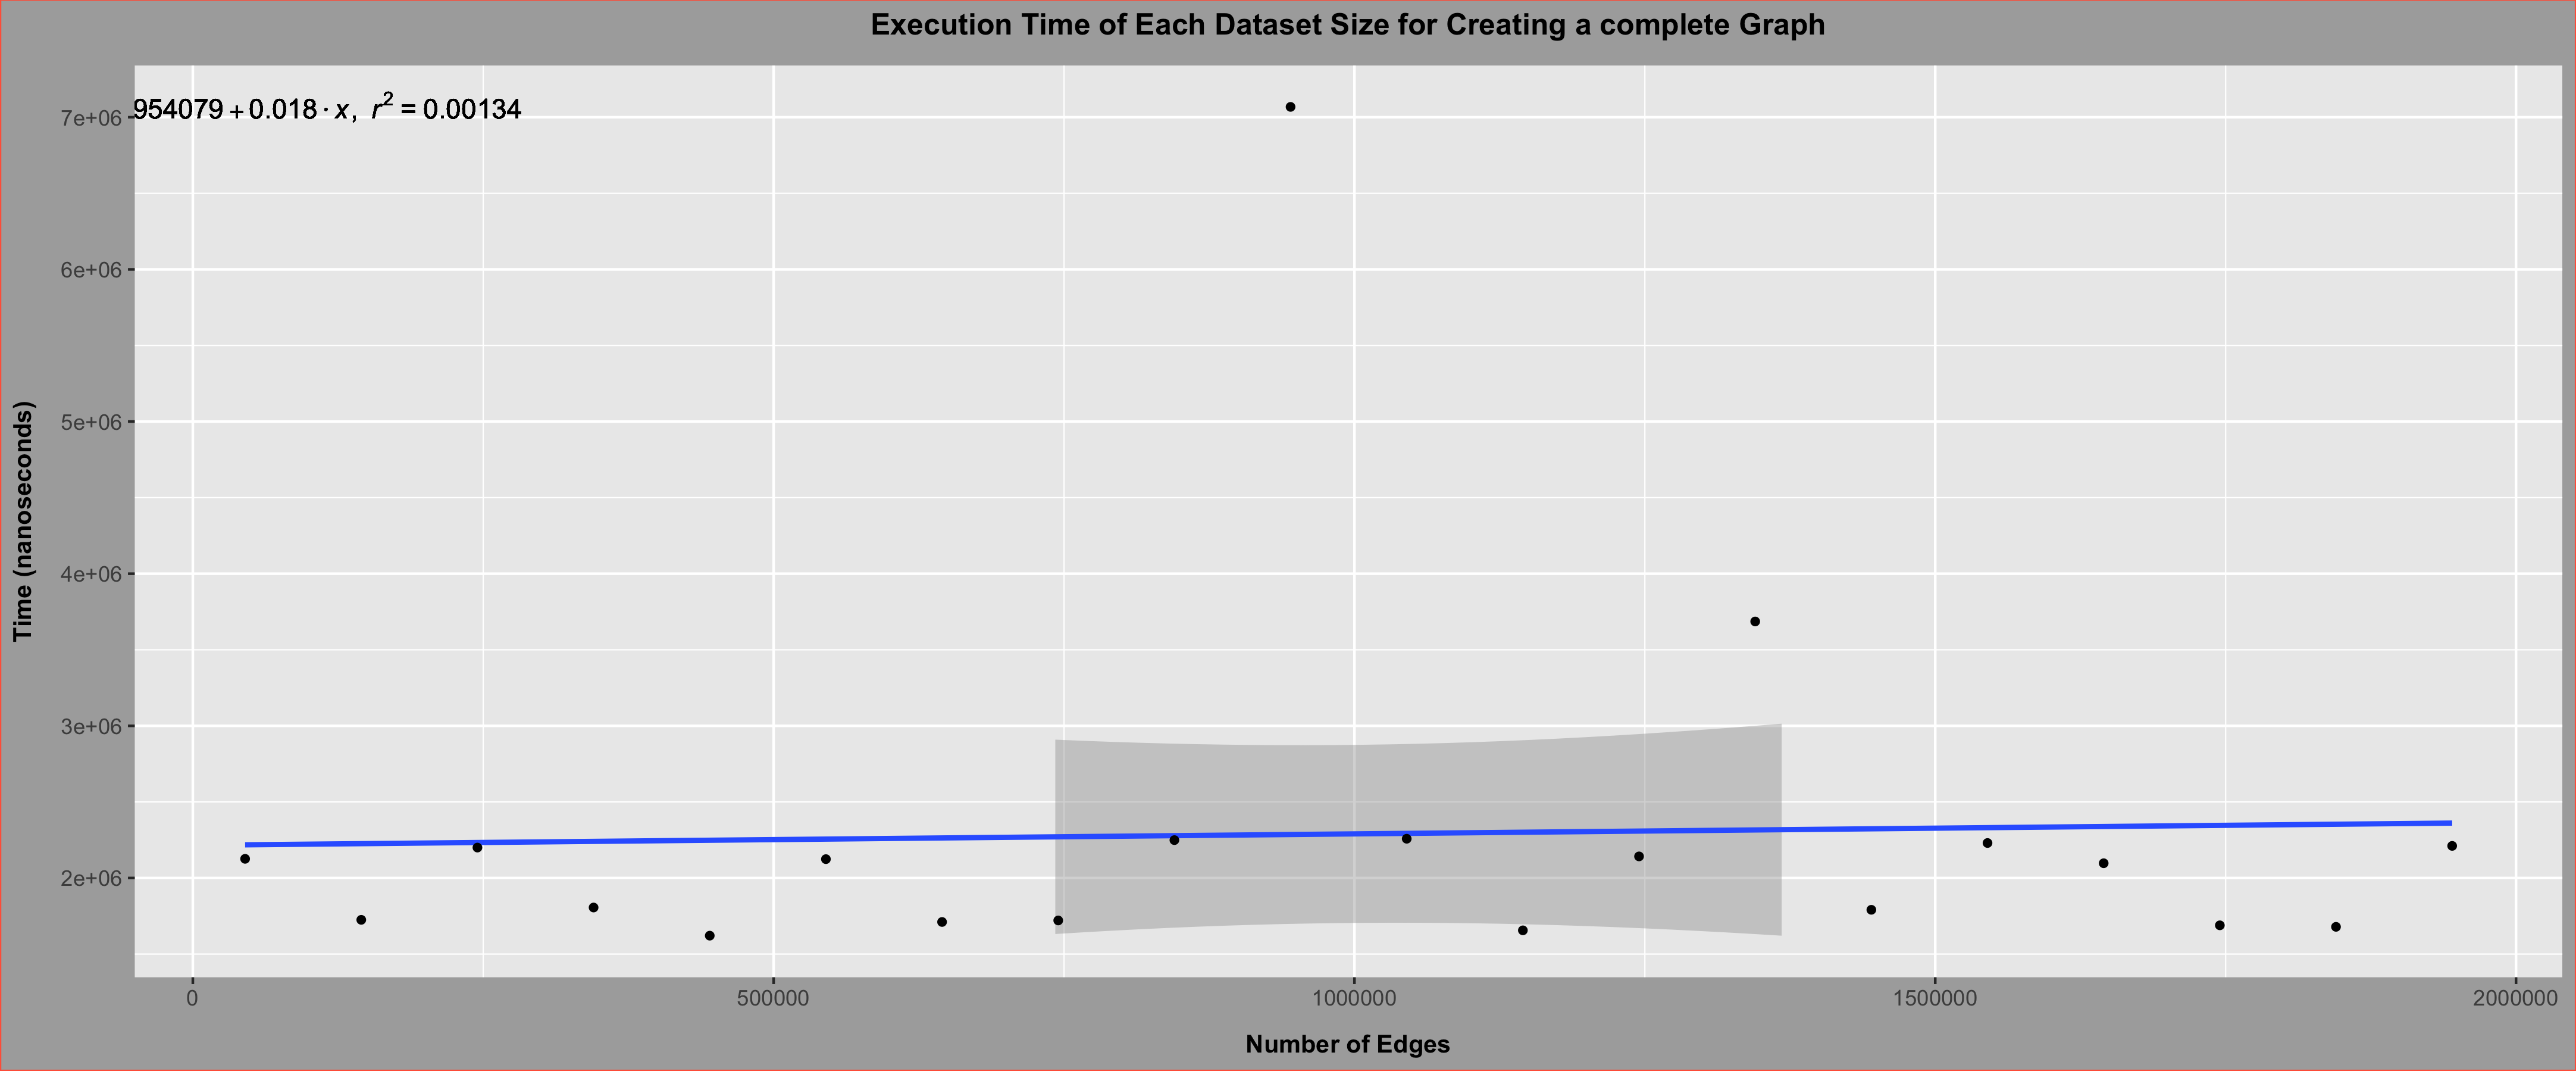 Execution Time of Each Dataset Size for Creating a complete Graph
954079 + 0.018 · x, r² = 0.00134
7e+06
6e+06
5e+06
4e+06
3e+06
2e+06
Time (nanoseconds)
0 500000 1000000 1500000 2000000
Number of Edges